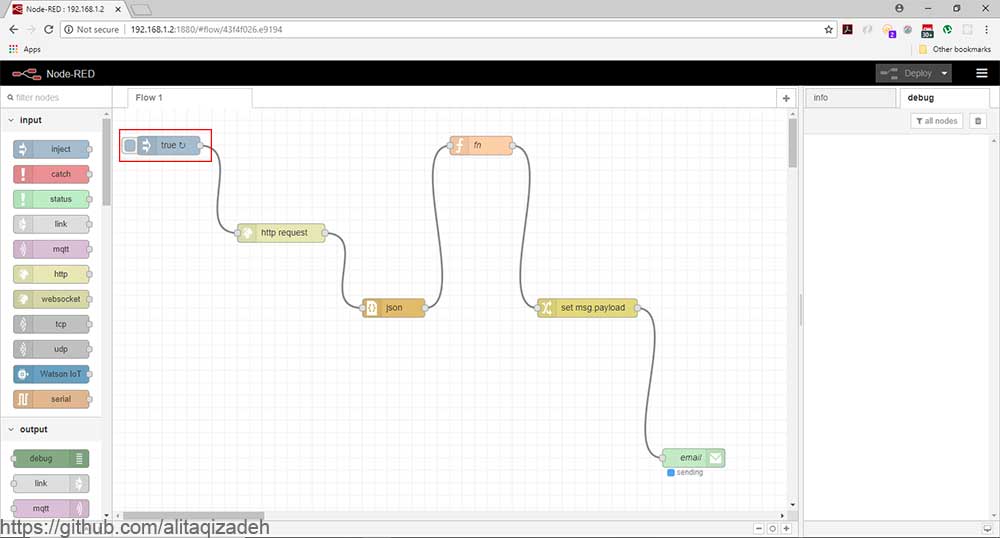 Node-RED : 192.168.1.2
Not secure 192.168.1.2:1880/#flow/43f4f026.e9194
2
30+
Apps
Other bookmarks
Node-RED
Deploy
filter nodes
Flow 1
info
debug
all nodes
input
inject
catch
status
link
mqtt
http
websocket
tcp
udp
Watson IoT
serial
output
debug
link
mqtt
true ↻
fn
http request
json
set msg payload
email
sending
https://github.com/alitaqizadeh